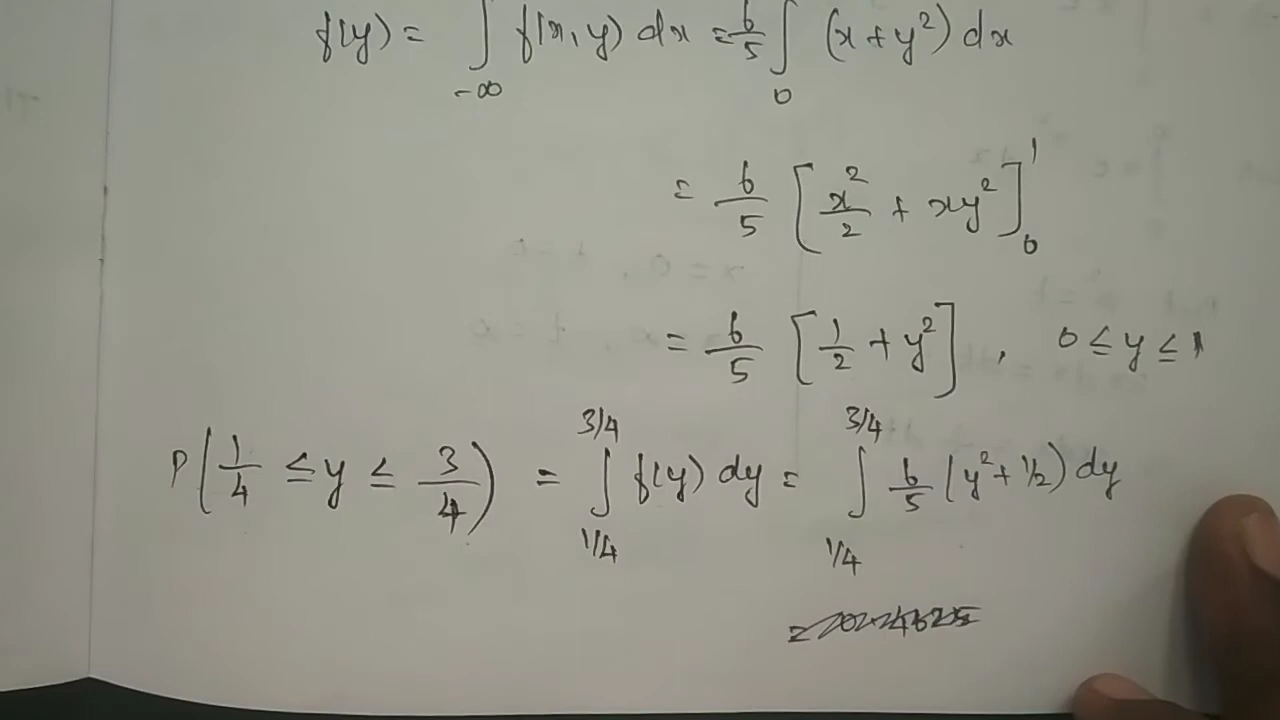 f(y) = ∫_{-∞} f(x,y) dx = 6/5 ∫_0 (x + y²) dx
= 6/5 [x²/2 + xy²]_0^1
= 6/5 [1/2 + y²] , 0 ≤ y ≤ 1
P(1/4 ≤ y ≤ 3/4) = ∫_{1/4}^{3/4} f(y) dy = ∫_{1/4}^{3/4} 6/5 (y² + 1/2) dy